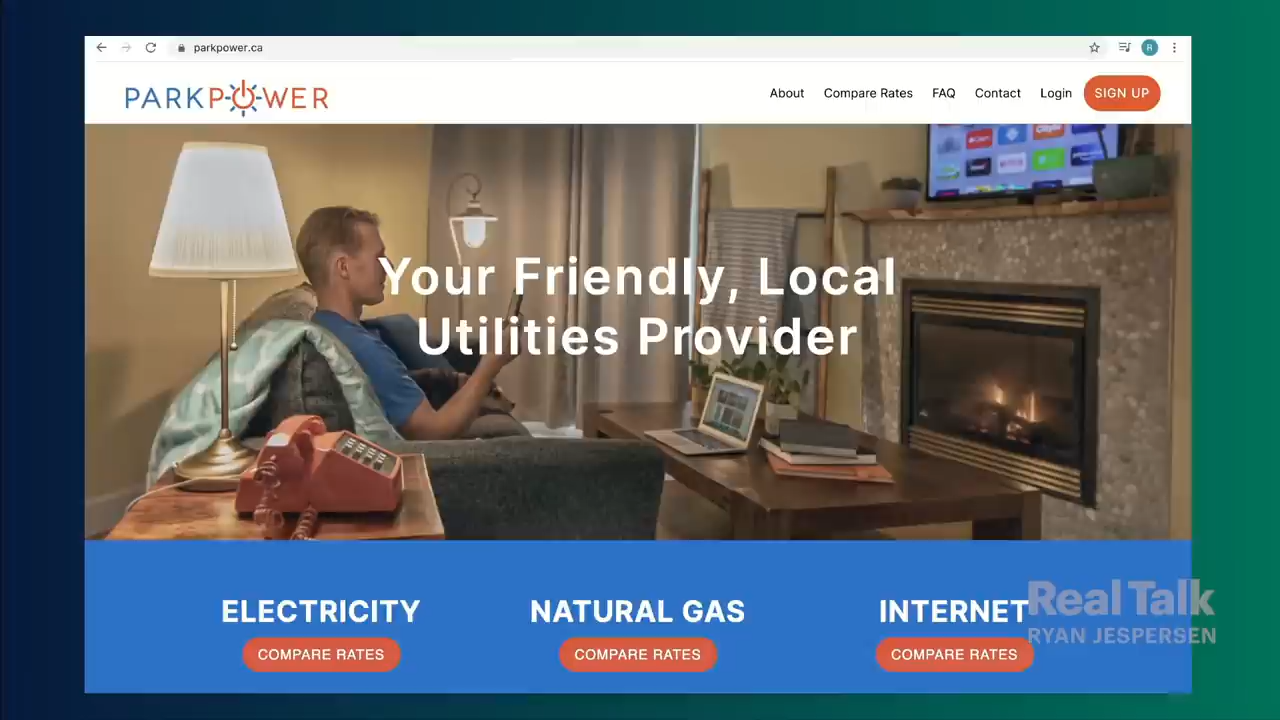 parkpower.ca
R
PARKPOWER
About
Compare Rates
FAQ
Contact
Login
SIGN UP
Your Friendly, Local
Utilities Provider
ELECTRICITY
NATURAL GAS
INTERNET
COMPARE RATES
COMPARE RATES
COMPARE RATES
Real Talk
RYAN JESPERSEN